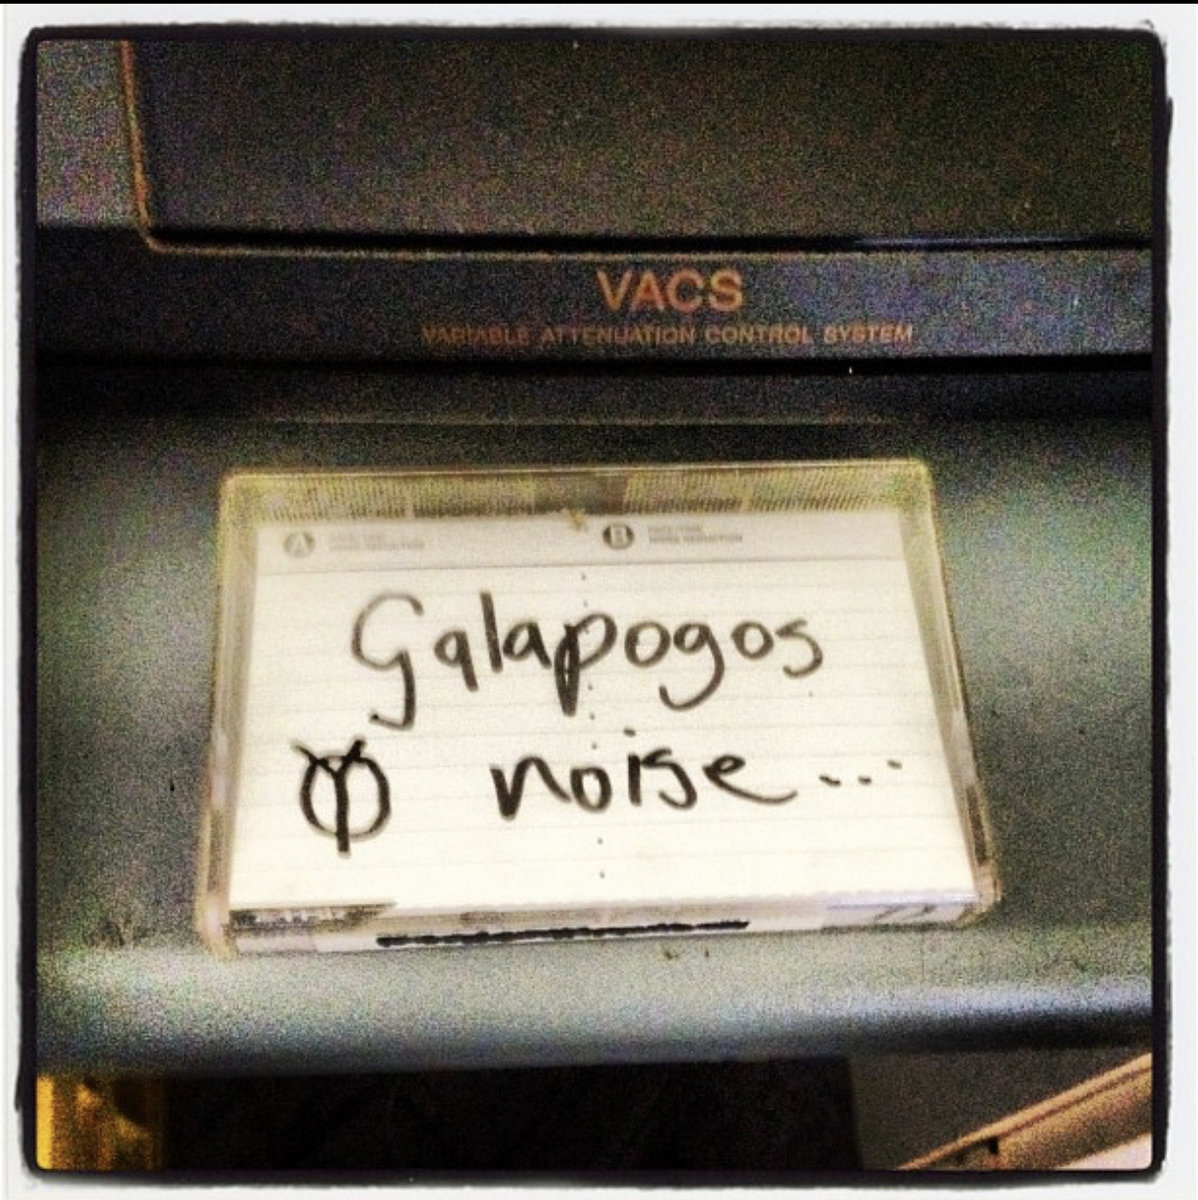 VACS
VARIABLE ATTENUATION CONTROL SYSTEM
A B
Galapogos
noise...